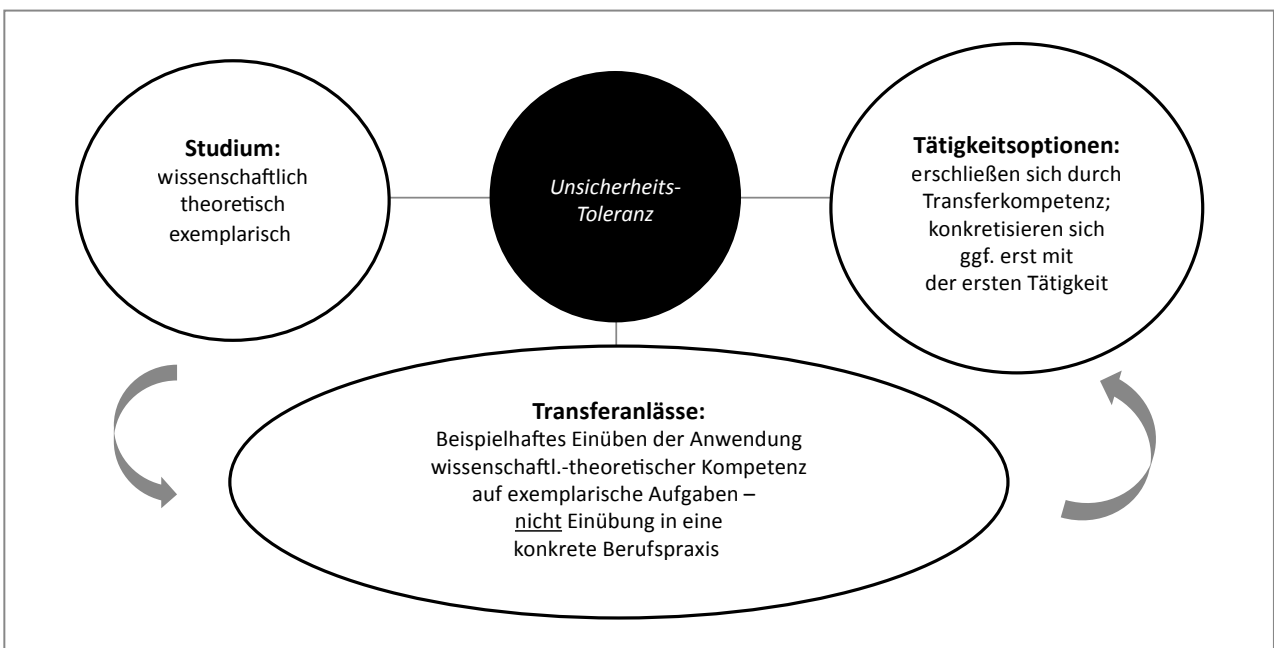 Studium:
wissenschaftlich
theoretisch
exemplarisch
Unsicherheits-
Toleranz
Tätigkeitsoptionen:
erschließen sich durch
Transferkompetenz;
konkretisieren sich
ggf. erst mit
der ersten Tätigkeit
Transferanlässe:
Beispielhaftes Einüben der Anwendung
wissenschaftl.-theoretischer Kompetenz
auf exemplarische Aufgaben –
nicht Einübung in eine
konkrete Berufspraxis